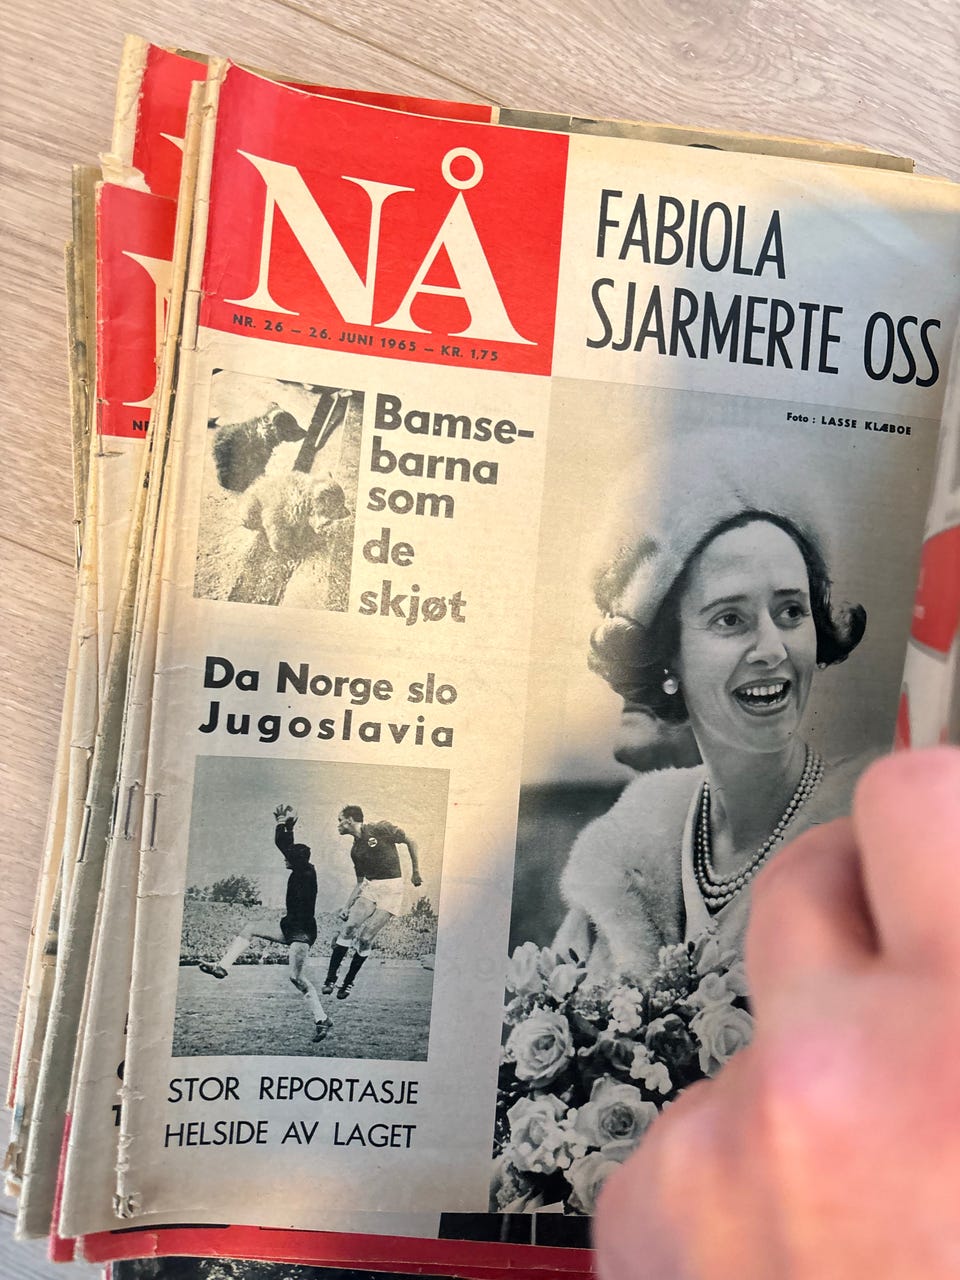 NÅ
NR. 26 – 26. JUNI 1965 – KR. 1,75
FABIOLA
SJARMERTE OSS
Foto : LASSE KLÆBOE
Bamse-
barna
som
de
skjøt
Da Norge slo
Jugoslavia
STOR REPORTASJE
HELSIDE AV LAGET